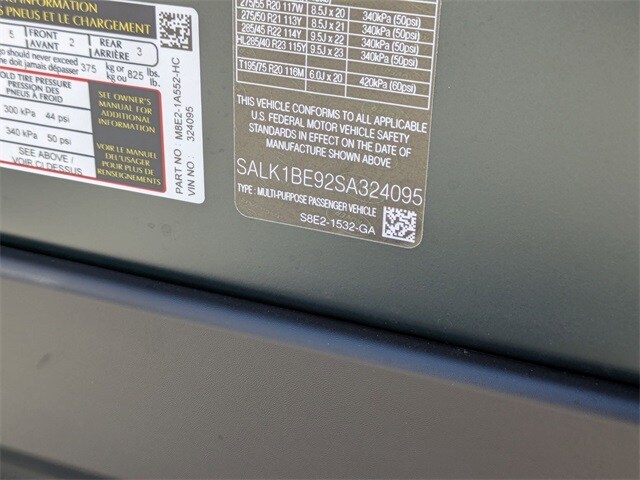 INFORMATION
S PNEUS ET LE CHARGEMENT
5 FRONT AVANT 2 REAR ARRIÈRE 3
go should never exceed
ne doit jamais dépasser 375 kg or kg ou 825 lbs. lb.
OLD TIRE PRESSURE
PRESSION DES
PNEUS À FROID
300 kPa 44 psi
340 kPa 50 psi
SEE ABOVE /
VOIR CI-DESSUS
SEE OWNER'S
MANUAL FOR
ADDITIONAL
INFORMATION
VOIR LE MANUEL
DE L'USAGER
POUR PLUS DE
RENSEIGNEMENTS
PART NO : M8E2-1A552-HC
VIN NO : 324095
275/55 R20 117W 8.5J x 20 340kPa (50psi)
275/50 R21 113Y 8.5J x 21 340kPa (50psi)
285/45 R22 114Y 9.5J x 22 340kPa (50psi)
HL285/40 R23 115Y 9.5J x 23 340kPa (50psi)
T195/75 R20 116M 6.0J x 20 420kPa (60psi)
THIS VEHICLE CONFORMS TO ALL APPLICABLE
U.S. FEDERAL MOTOR VEHICLE SAFETY
STANDARDS IN EFFECT ON THE DATE OF
MANUFACTURE SHOWN ABOVE
SALK1BE92SA324095
TYPE : MULTI-PURPOSE PASSENGER VEHICLE
S8E2-1532-GA